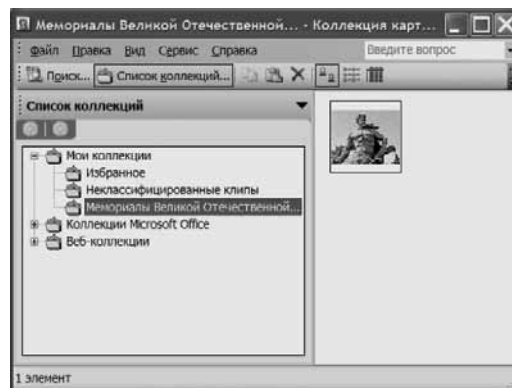 Мемориалы Великой Отечественной... - Коллекция карт...
Файл Правка Вид Сервис Справка Введите вопрос
Поиск... Список коллекций...
Список коллекций
Мои коллекции
Избранное
Неклассифицированные клипы
Мемориалы Великой Отечественной...
Коллекции Microsoft Office
Веб-коллекции
1 элемент